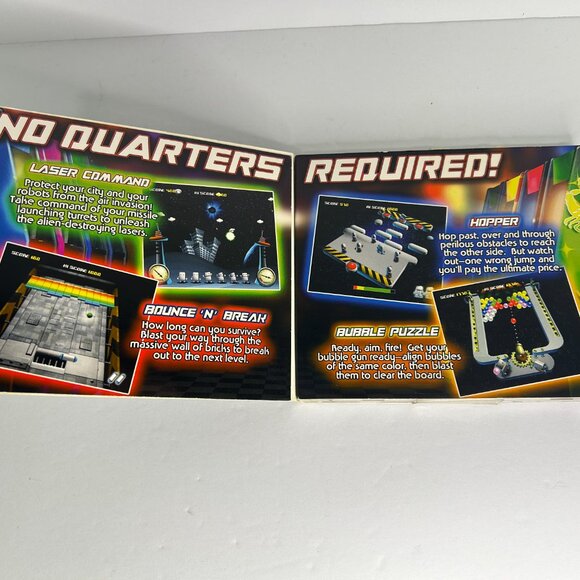 NO QUARTERS REQUIRED!
LASER COMMAND
Protect your city and your
robots from the air invasion!
Take command of your missile
launching turrets to unleash
the alien-destroying lasers.
BOUNCE 'N' BREAK
How long can you survive?
Blast your way through the
massive wall of bricks to break
out to the next level.
HOPPER
Hop past, over and through
perilous obstacles to reach
the other side. But watch
out—one wrong jump and
you'll pay the ultimate price.
BUBBLE PUZZLE
Ready, aim, fire! Get your
bubble gun ready—align bubbles
of the same color, then blast
them to clear the board.